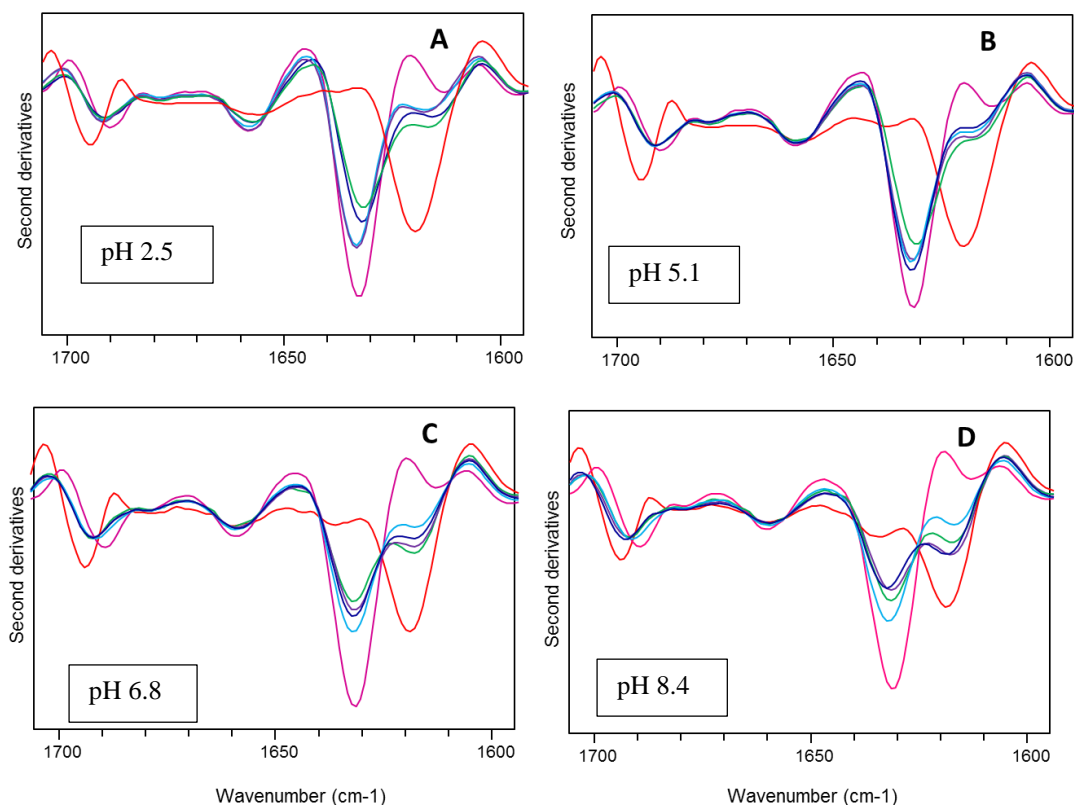 A
Second derivatives
pH 2.5
1700
1650
1600
B
Second derivatives
pH 5.1
1700
1650
1600
C
Second derivatives
pH 6.8
1700
1650
1600
Wavenumber (cm-1)
D
Second derivatives
pH 8.4
1700
1650
1600
Wavenumber (cm-1)